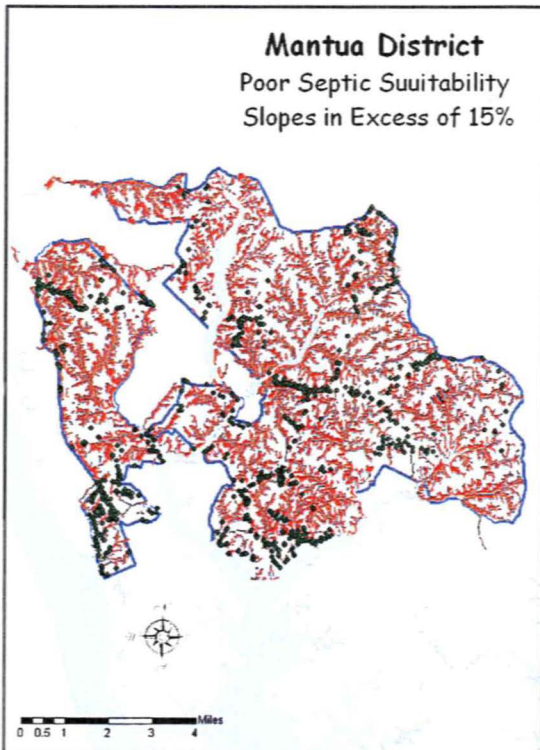 Mantua District
Poor Septic Suuitability
Slopes in Excess of 15%
Miles
0 0.5 1 2 3 4